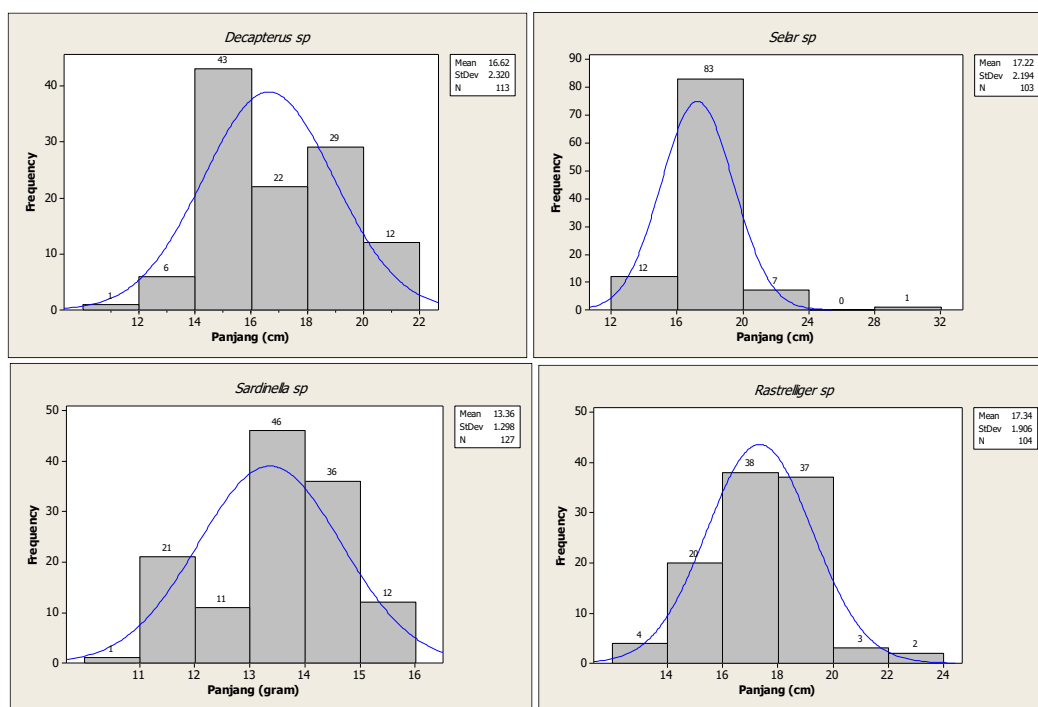 Decapterus sp
Mean 16.62
StDev 2.320
N 113
Frequency
40
30
20
10
0
1
6
43
22
29
12
12 14 16 18 20 22
Panjang (cm)
Selar sp
Mean 17.22
StDev 2.194
N 103
Frequency
90
80
70
60
50
40
30
20
10
0
12
83
7
0
1
12 16 20 24 28 32
Panjang (cm)
Sardinella sp
Mean 13.36
StDev 1.298
N 127
Frequency
50
40
30
20
10
0
1
21
11
46
36
12
11 12 13 14 15 16
Panjang (gram)
Rastrelliger sp
Mean 17.34
StDev 1.906
N 104
Frequency
50
40
30
20
10
0
4
20
38
37
3
2
14 16 18 20 22 24
Panjang (cm)